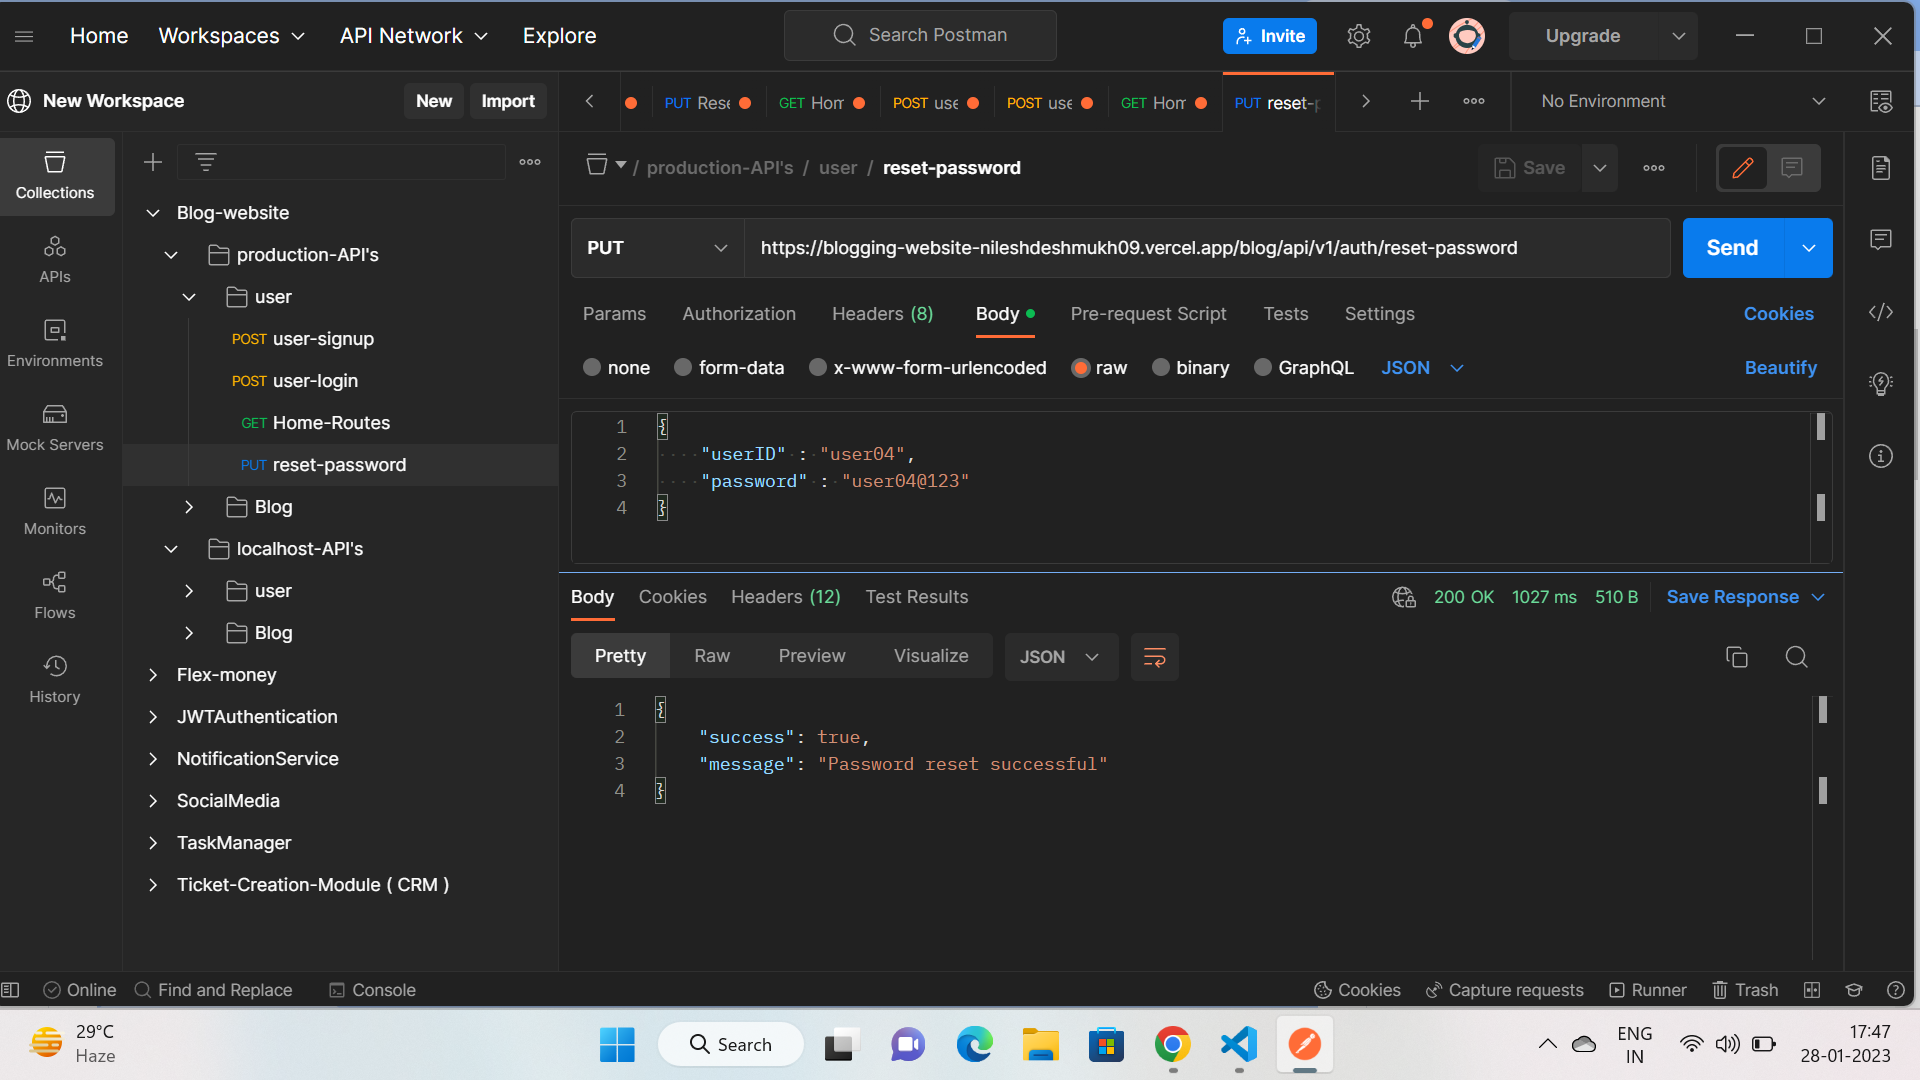 Home Workspaces API Network Explore Search Postman Invite Upgrade
New Workspace New Import
PUT Rese GET Hom POST use POST use GET Hom PUT reset-p No Environment
Collections
APIs
Environments
Mock Servers
Monitors
Flows
History
Blog-website
production-API's
user
POST user-signup
POST user-login
GET Home-Routes
PUT reset-password
Blog
localhost-API's
user
Blog
Flex-money
JWTAuthentication
NotificationService
SocialMedia
TaskManager
Ticket-Creation-Module ( CRM )
/ production-API's / user / reset-password Save
PUT https://blogging-website-nileshdeshmukh09.vercel.app/blog/api/v1/auth/reset-password Send
Params Authorization Headers (8) Body Pre-request Script Tests Settings Cookies
none form-data x-www-form-urlencoded raw binary GraphQL JSON Beautify
1 {
2 "userID" : "user04",
3 "password" : "user04@123"
4 }
Body Cookies Headers (12) Test Results 200 OK 1027 ms 510 B Save Response
Pretty Raw Preview Visualize JSON
1 {
2 "success": true,
3 "message": "Password reset successful"
4 }
Online Find and Replace Console Cookies Capture requests Runner Trash
29°C
Haze
Search
ENG
IN
17:47
28-01-2023